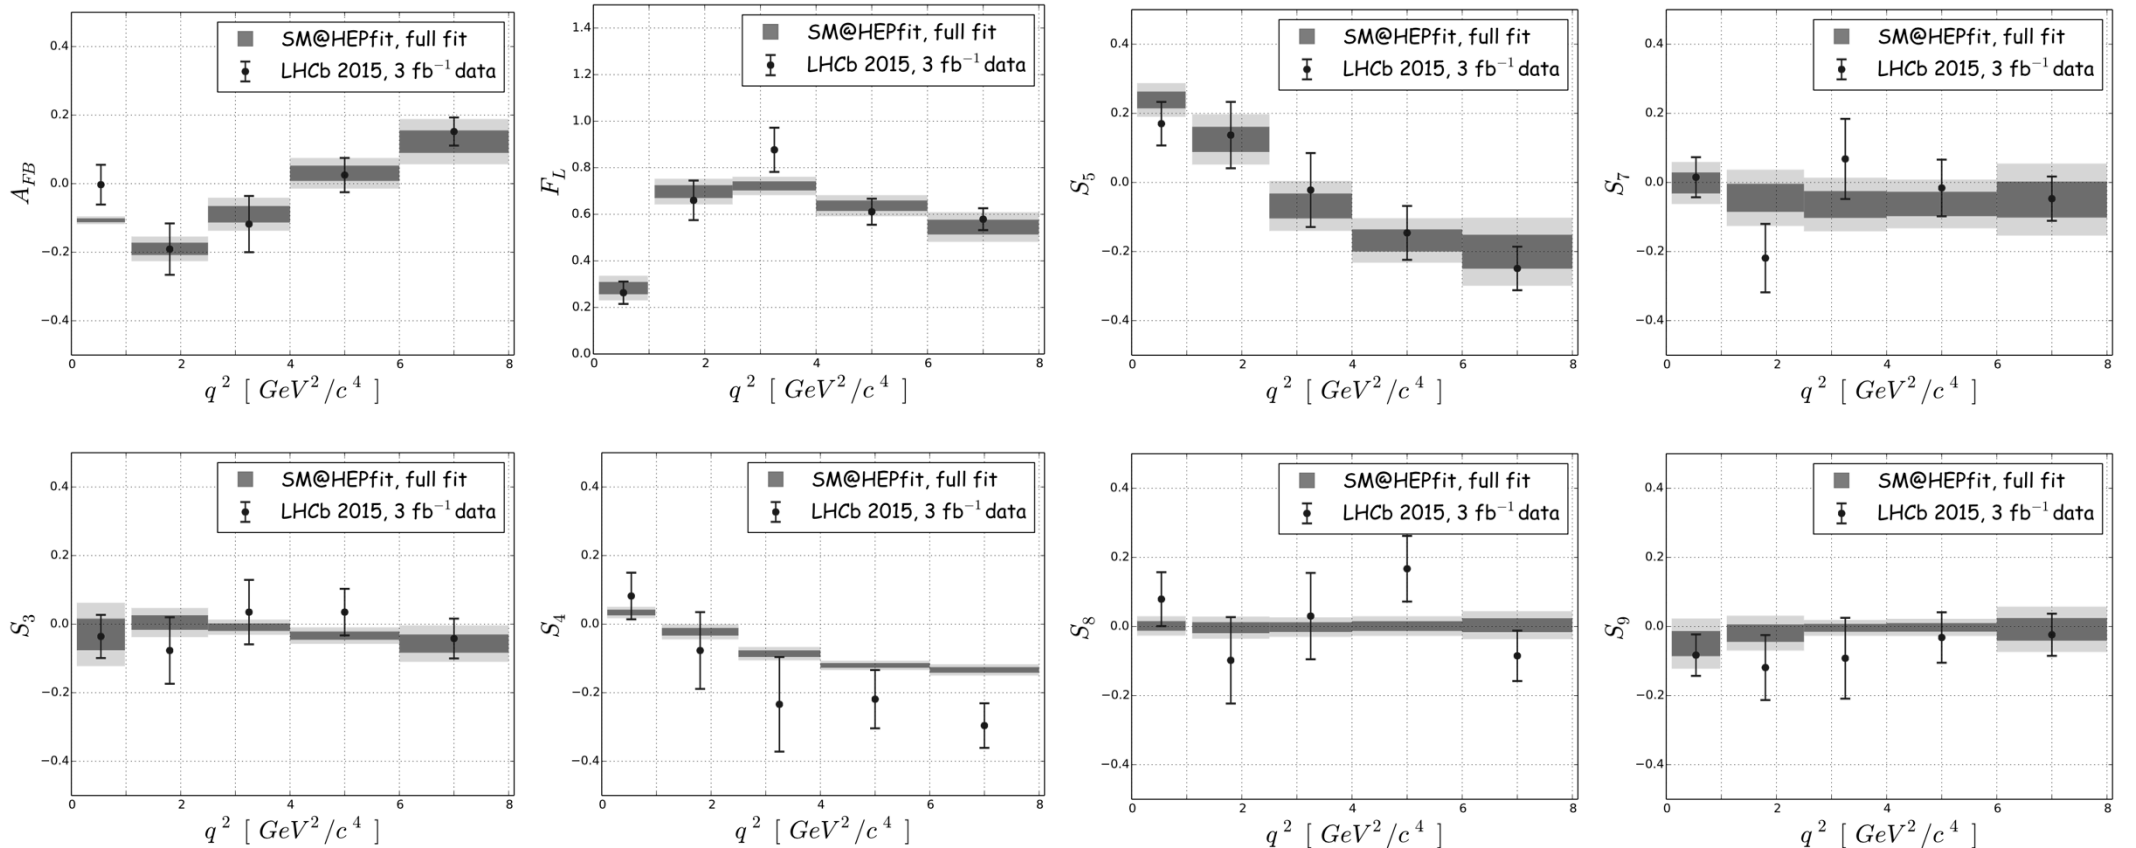 SM@HEPfit, full fit
LHCb 2015, 3 fb⁻¹ data
A_FB
0.4
0.2
0.0
−0.2
−0.4
0 2 4 6 8
q² [ GeV²/c⁴ ]
SM@HEPfit, full fit
LHCb 2015, 3 fb⁻¹ data
F_L
1.4
1.2
1.0
0.8
0.6
0.4
0.2
0.0
0 2 4 6 8
q² [ GeV²/c⁴ ]
SM@HEPfit, full fit
LHCb 2015, 3 fb⁻¹ data
S₅
0.4
0.2
0.0
−0.2
−0.4
0 2 4 6 8
q² [ GeV²/c⁴ ]
SM@HEPfit, full fit
LHCb 2015, 3 fb⁻¹ data
S₇
0.4
0.2
0.0
−0.2
−0.4
0 2 4 6 8
q² [ GeV²/c⁴ ]
SM@HEPfit, full fit
LHCb 2015, 3 fb⁻¹ data
S₃
0.4
0.2
0.0
−0.2
−0.4
0 2 4 6 8
q² [ GeV²/c⁴ ]
SM@HEPfit, full fit
LHCb 2015, 3 fb⁻¹ data
S₄
0.4
0.2
0.0
−0.2
−0.4
0 2 4 6 8
q² [ GeV²/c⁴ ]
SM@HEPfit, full fit
LHCb 2015, 3 fb⁻¹ data
S₈
0.4
0.2
0.0
−0.2
−0.4
0 2 4 6 8
q² [ GeV²/c⁴ ]
SM@HEPfit, full fit
LHCb 2015, 3 fb⁻¹ data
S₉
0.4
0.2
0.0
−0.2
−0.4
0 2 4 6 8
q² [ GeV²/c⁴ ]